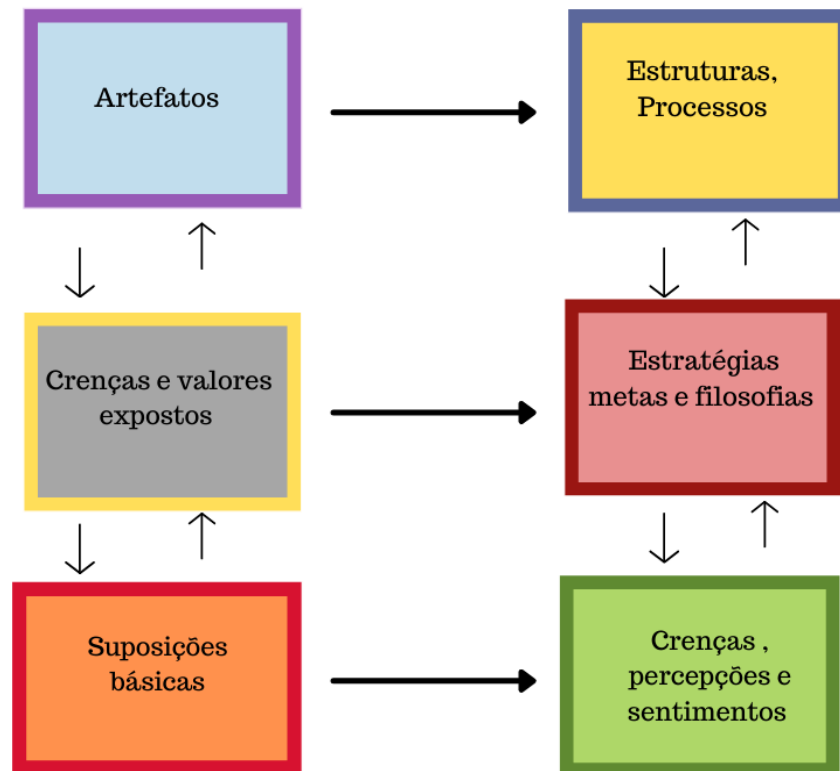 Artefatos
Estruturas,
Processos
Crenças e valores
expostos
Estratégias
metas e filosofias
Suposições
básicas
Crenças ,
percepções e
sentimentos